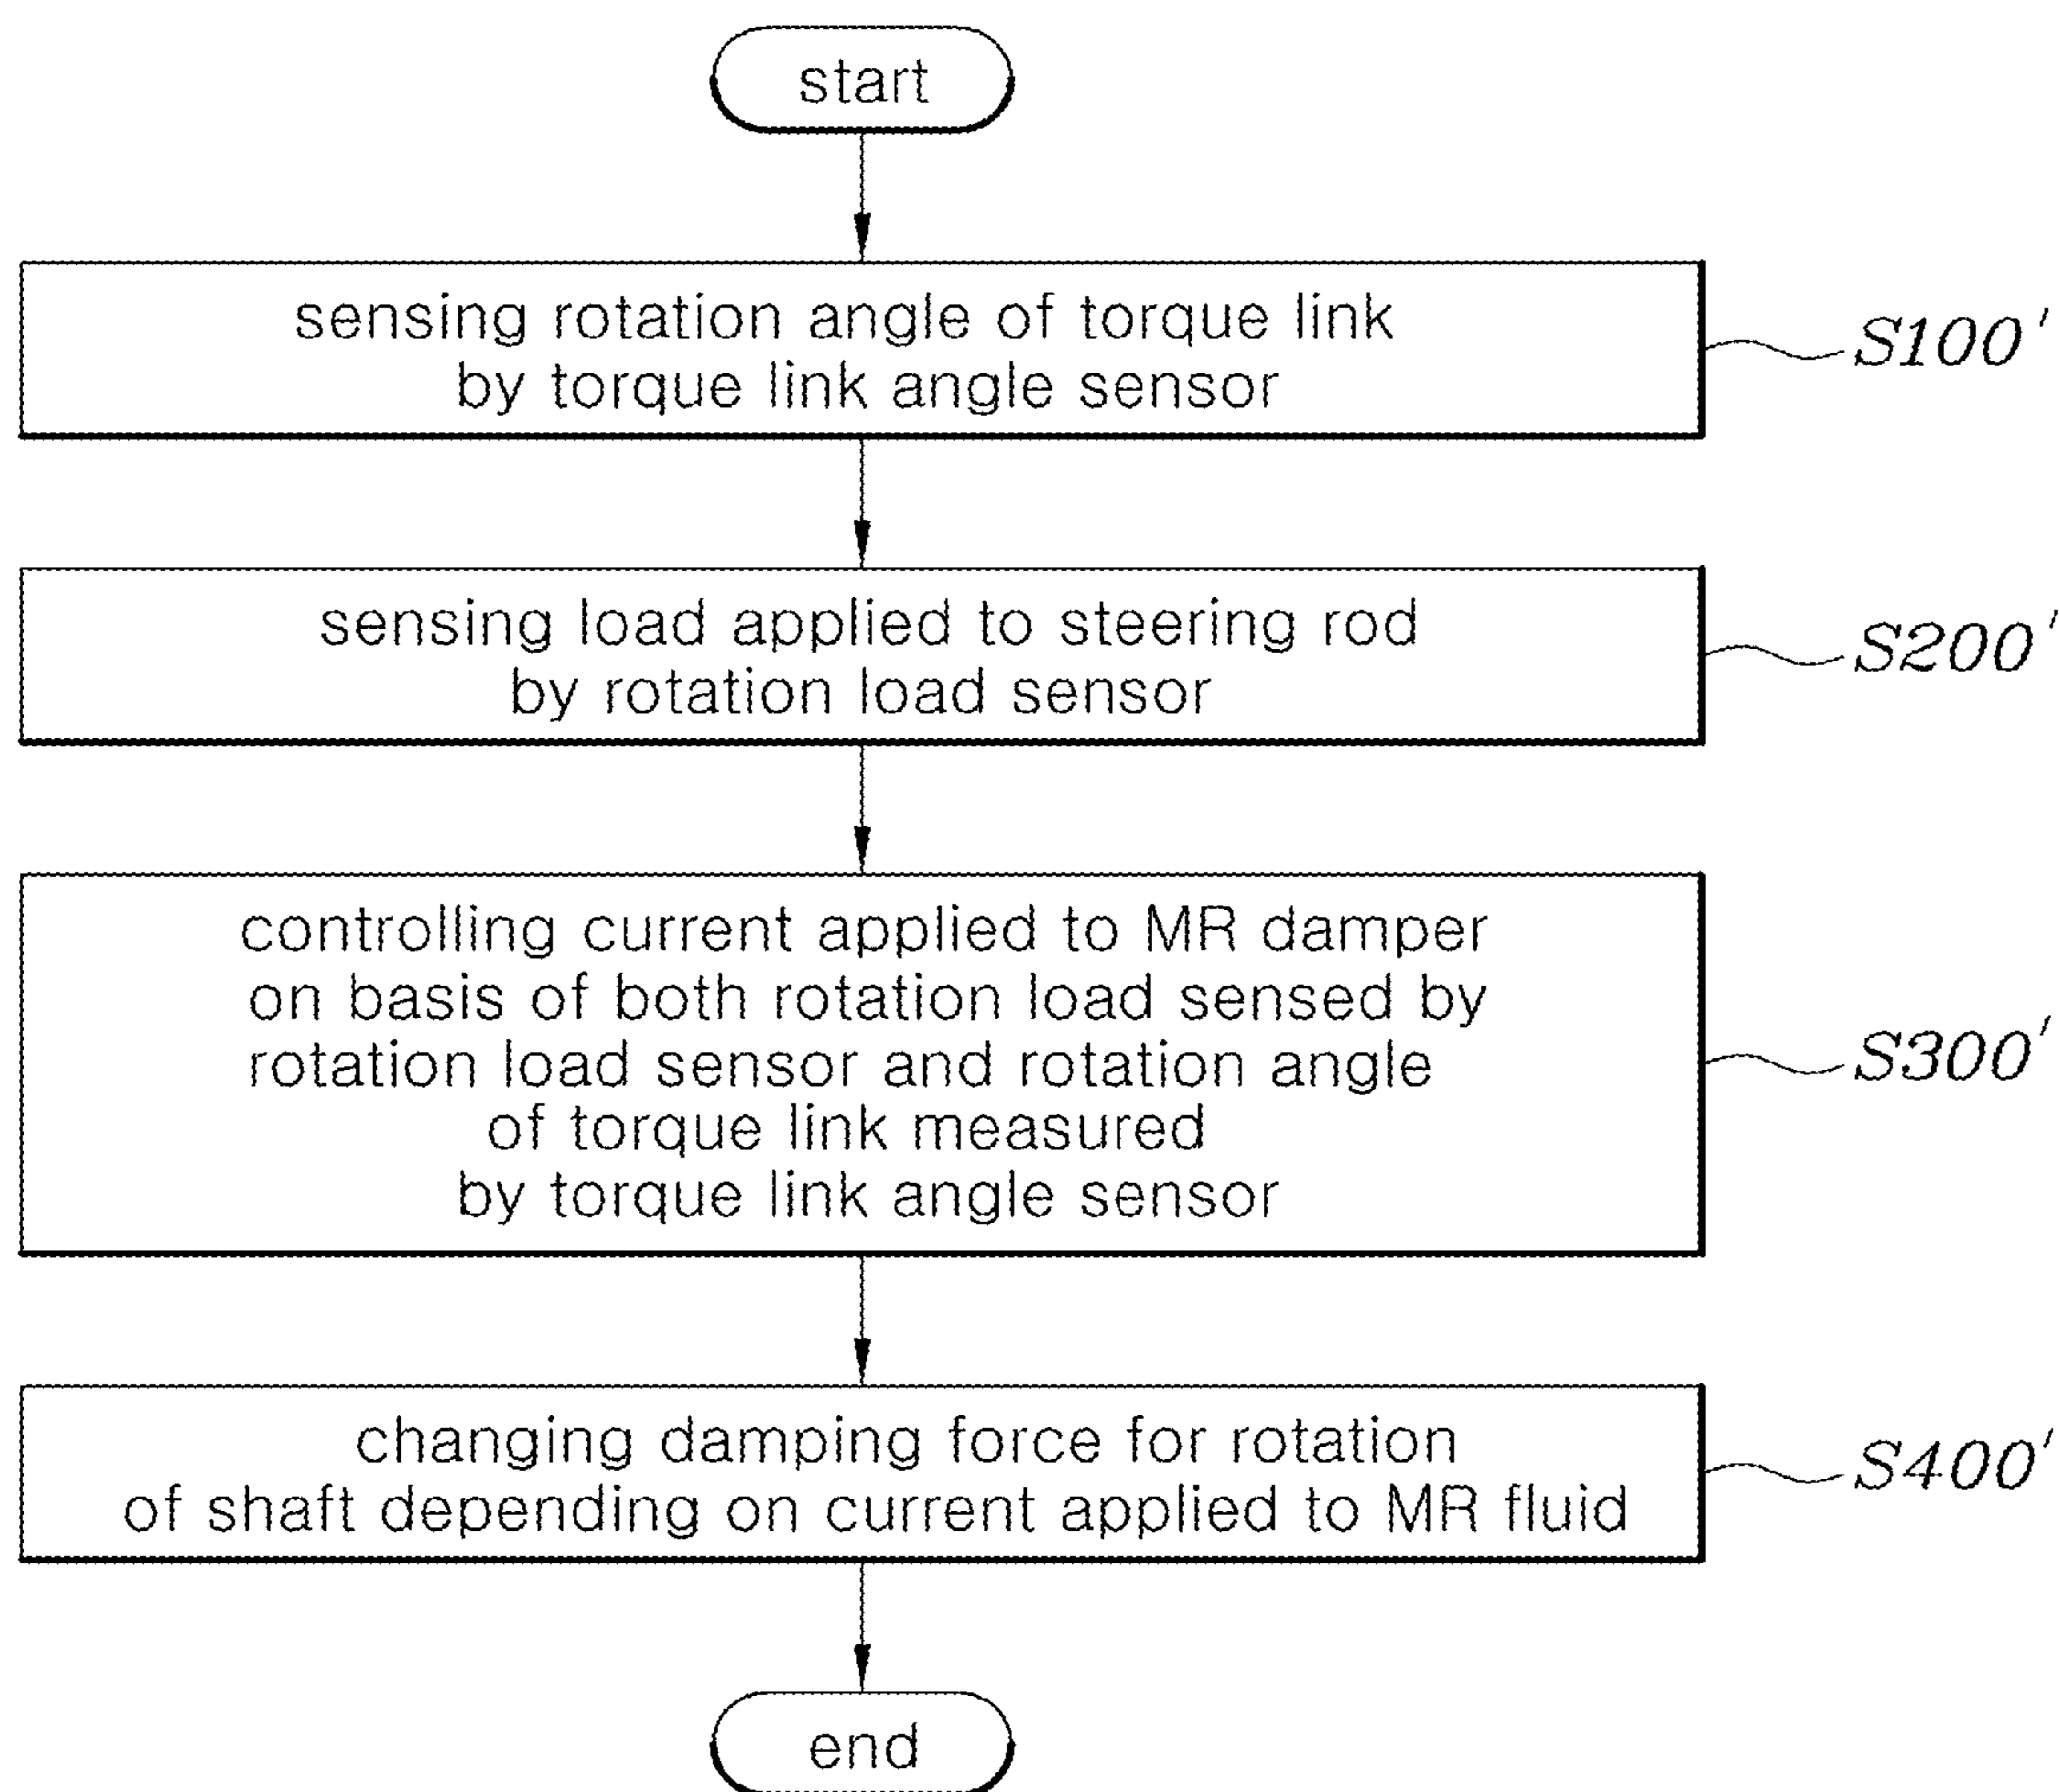 start
sensing rotation angle of torque link
by torque link angle sensor
S100'
sensing load applied to steering rod
by rotation load sensor
S200'
controlling current applied to MR damper
on basis of both rotation load sensed by
rotation load sensor and rotation angle
of torque link measured
by torque link angle sensor
S300'
changing damping force for rotation
of shaft depending on current applied to MR fluid
S400'
end